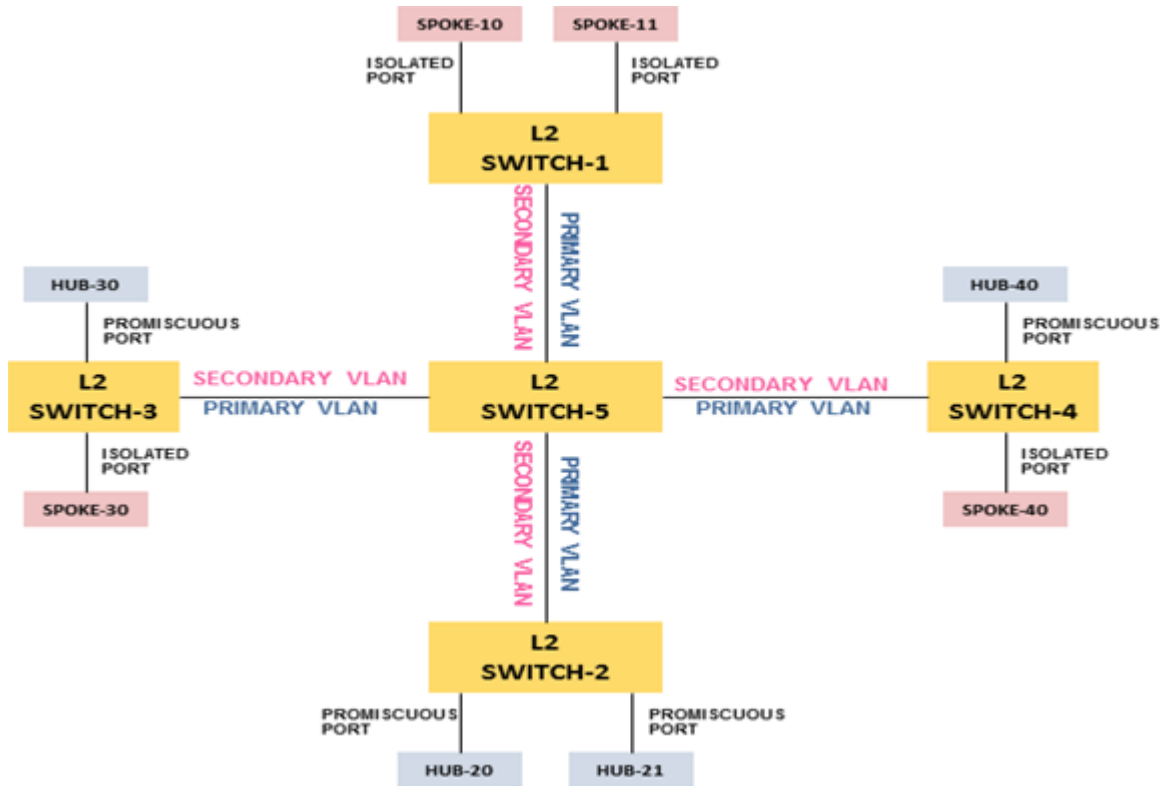 SPOKE-10
SPOKE-11
ISOLATED
PORT
ISOLATED
PORT
L2
SWITCH-1
SECONDARY VLAN
PRIMARY VLAN
HUB-30
HUB-40
PROMISCUOUS
PORT
PROMISCUOUS
PORT
L2
SWITCH-3
SECONDARY VLAN
PRIMARY VLAN
L2
SWITCH-5
SECONDARY VLAN
PRIMARY VLAN
L2
SWITCH-4
ISOLATED
PORT
ISOLATED
PORT
SPOKE-30
SPOKE-40
SECONDARY VLAN
PRIMARY VLAN
L2
SWITCH-2
PROMISCUOUS
PORT
PROMISCUOUS
PORT
HUB-20
HUB-21